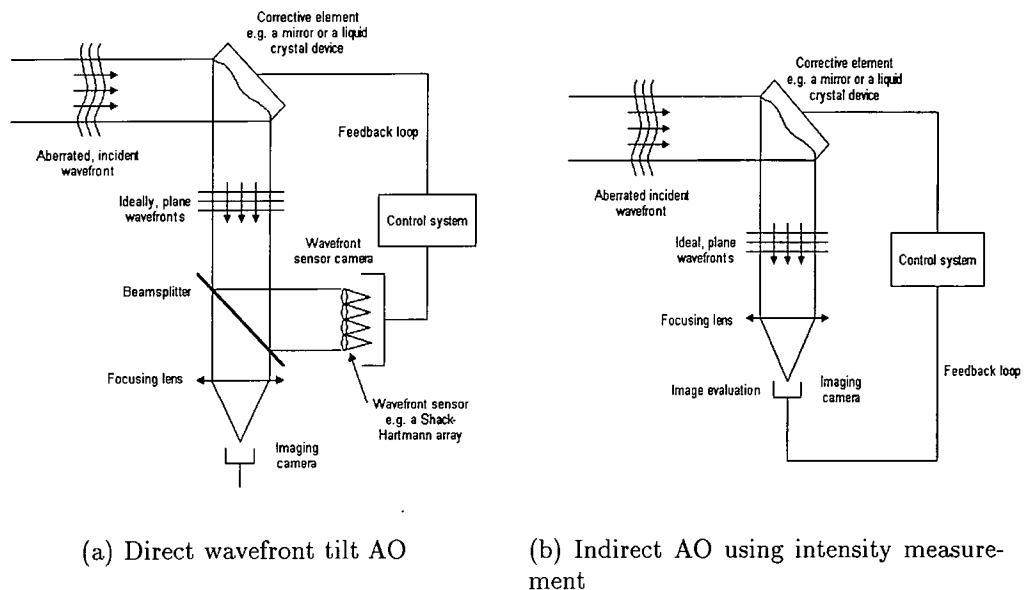 Corrective element
e.g. a mirror or a liquid
crystal device
Feedback loop
Aberrated, incident
wavefront
Ideally, plane
wavefronts
Control system
Wavefront
sensor camera
Beamsplitter
Focusing lens
Wavefront sensor
e.g. a Shack-
Hartmann array
Imaging
camera
(a) Direct wavefront tilt AO
Corrective element
e.g. a mirror or a liquid
crystal device
Aberrated incident
wavefront
Ideal, plane
wavefronts
Control system
Focusing lens
Feedback loop
Image evaluation
Imaging
camera
(b) Indirect AO using intensity measure-
ment